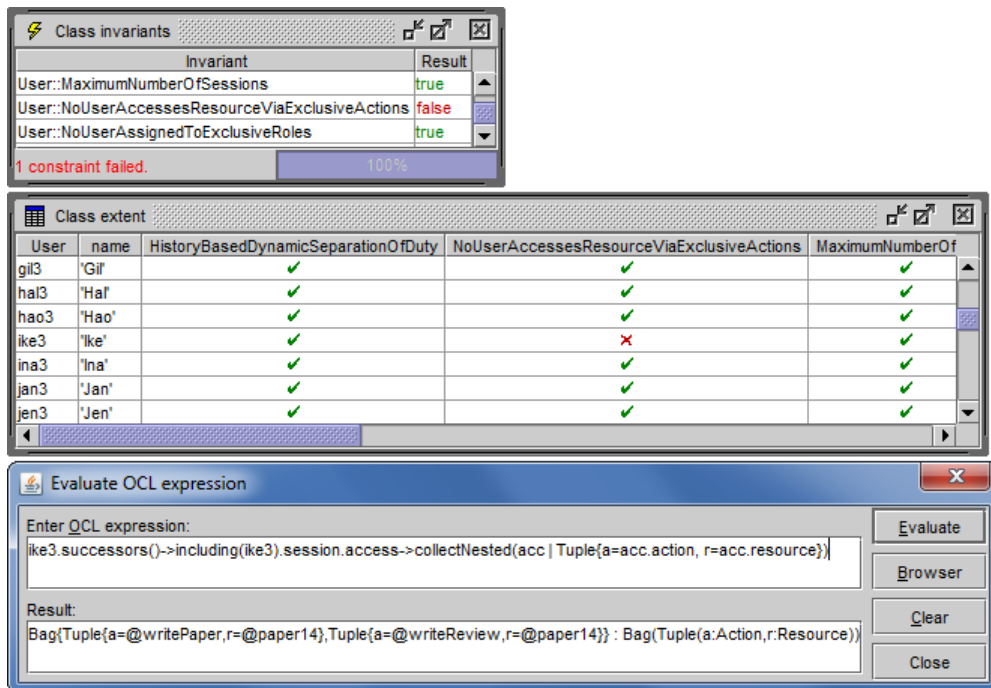 Class invariants
Invariant Result
User::MaximumNumberOfSessions true
User::NoUserAccessesResourceViaExclusiveActions false
User::NoUserAssignedToExclusiveRoles true
1 constraint failed. 100%
Class extent
User name HistoryBasedDynamicSeparationOfDuty NoUserAccessesResourceViaExclusiveActions MaximumNumberOf
gil3 'Gil'
hal3 'Hal'
hao3 'Hao'
ike3 'Ike'
ina3 'Ina'
jan3 'Jan'
jen3 'Jen'
Evaluate OCL expression
Enter OCL expression:
ike3.successors()->including(ike3).session.access->collectNested(acc | Tuple{a=acc.action, r=acc.resource})
Evaluate
Browser
Result:
Bag{Tuple{a=@writePaper,r=@paper14},Tuple{a=@writeReview,r=@paper14}} : Bag(Tuple(a:Action,r:Resource))
Clear
Close